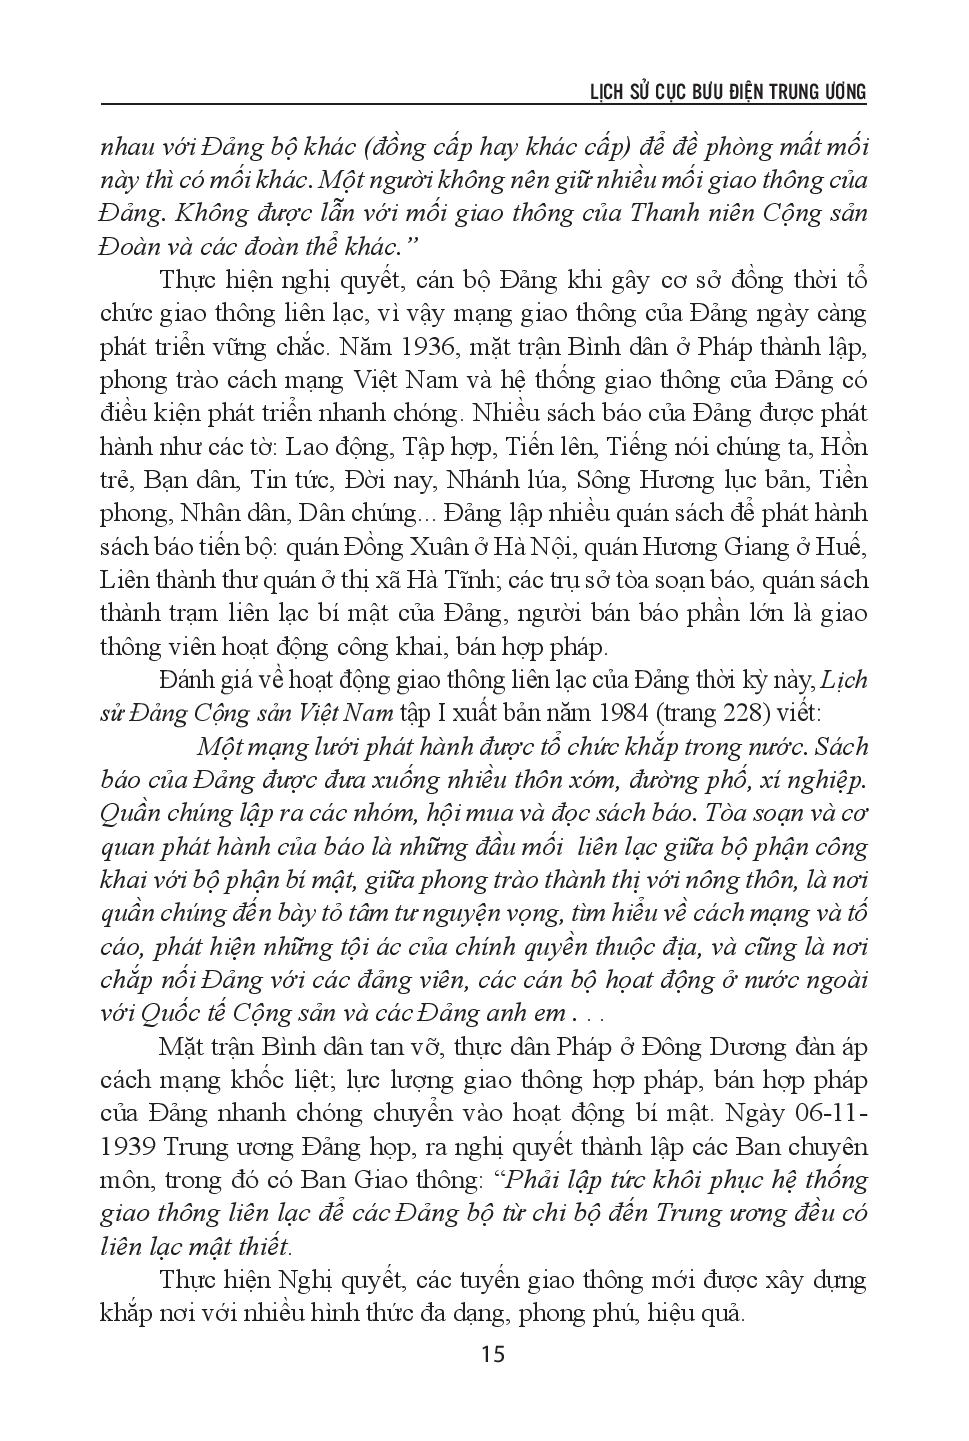 LỊCH SỬ CỤC BƯU ĐIỆN TRUNG ƯƠNG
nhau với Đảng bộ khác (đồng cấp hay khác cấp) để đề phòng mất mối
này thì có mối khác. Một người không nên giữ nhiều mối giao thông của
Đảng. Không được lẫn với mối giao thông của Thanh niên Cộng sản
Đoàn và các đoàn thể khác.”
Thực hiện nghị quyết, cán bộ Đảng khi gây cơ sở đồng thời tổ
chức giao thông liên lạc, vì vậy mạng giao thông của Đảng ngày càng
phát triển vững chắc. Năm 1936, mặt trận Bình dân ở Pháp thành lập,
phong trào cách mạng Việt Nam và hệ thống giao thông của Đảng có
điều kiện phát triển nhanh chóng. Nhiều sách báo của Đảng được phát
hành như các tờ: Lao động, Tập hợp, Tiến lên, Tiếng nói chúng ta, Hồn
trẻ, Bạn dân, Tin tức, Đời nay, Nhánh lúa, Sông Hương lục bản, Tiền
phong, Nhân dân, Dân chúng... Đảng lập nhiều quán sách để phát hành
sách báo tiến bộ: quán Đồng Xuân ở Hà Nội, quán Hương Giang ở Huế,
Liên thành thư quán ở thị xã Hà Tĩnh; các trụ sở tòa soạn báo, quán sách
thành trạm liên lạc bí mật của Đảng, người bán báo phần lớn là giao
thông viên hoạt động công khai, bán hợp pháp.
Đánh giá về hoạt động giao thông liên lạc của Đảng thời kỳ này, Lịch
sử Đảng Cộng sản Việt Nam tập I xuất bản năm 1984 (trang 228) viết:
Một mạng lưới phát hành được tổ chức khắp trong nước. Sách
báo của Đảng được đưa xuống nhiều thôn xóm, đường phố, xí nghiệp.
Quần chúng lập ra các nhóm, hội mua và đọc sách báo. Tòa soạn và cơ
quan phát hành của báo là những đầu mối liên lạc giữa bộ phận công
khai với bộ phận bí mật, giữa phong trào thành thị với nông thôn, là nơi
quần chúng đến bày tỏ tâm tư nguyện vọng, tìm hiểu về cách mạng và tố
cáo, phát hiện những tội ác của chính quyền thuộc địa, và cũng là nơi
chắp nối Đảng với các đảng viên, các cán bộ họat động ở nước ngoài
với Quốc tế Cộng sản và các Đảng anh em . . .
Mặt trận Bình dân tan vỡ, thực dân Pháp ở Đông Dương đàn áp
cách mạng khốc liệt; lực lượng giao thông hợp pháp, bán hợp pháp
của Đảng nhanh chóng chuyển vào hoạt động bí mật. Ngày 06-11-
1939 Trung ương Đảng họp, ra nghị quyết thành lập các Ban chuyên
môn, trong đó có Ban Giao thông: “Phải lập tức khôi phục hệ thống
giao thông liên lạc để các Đảng bộ từ chi bộ đến Trung ương đều có
liên lạc mật thiết.
Thực hiện Nghị quyết, các tuyến giao thông mới được xây dựng
khắp nơi với nhiều hình thức đa dạng, phong phú, hiệu quả.
15